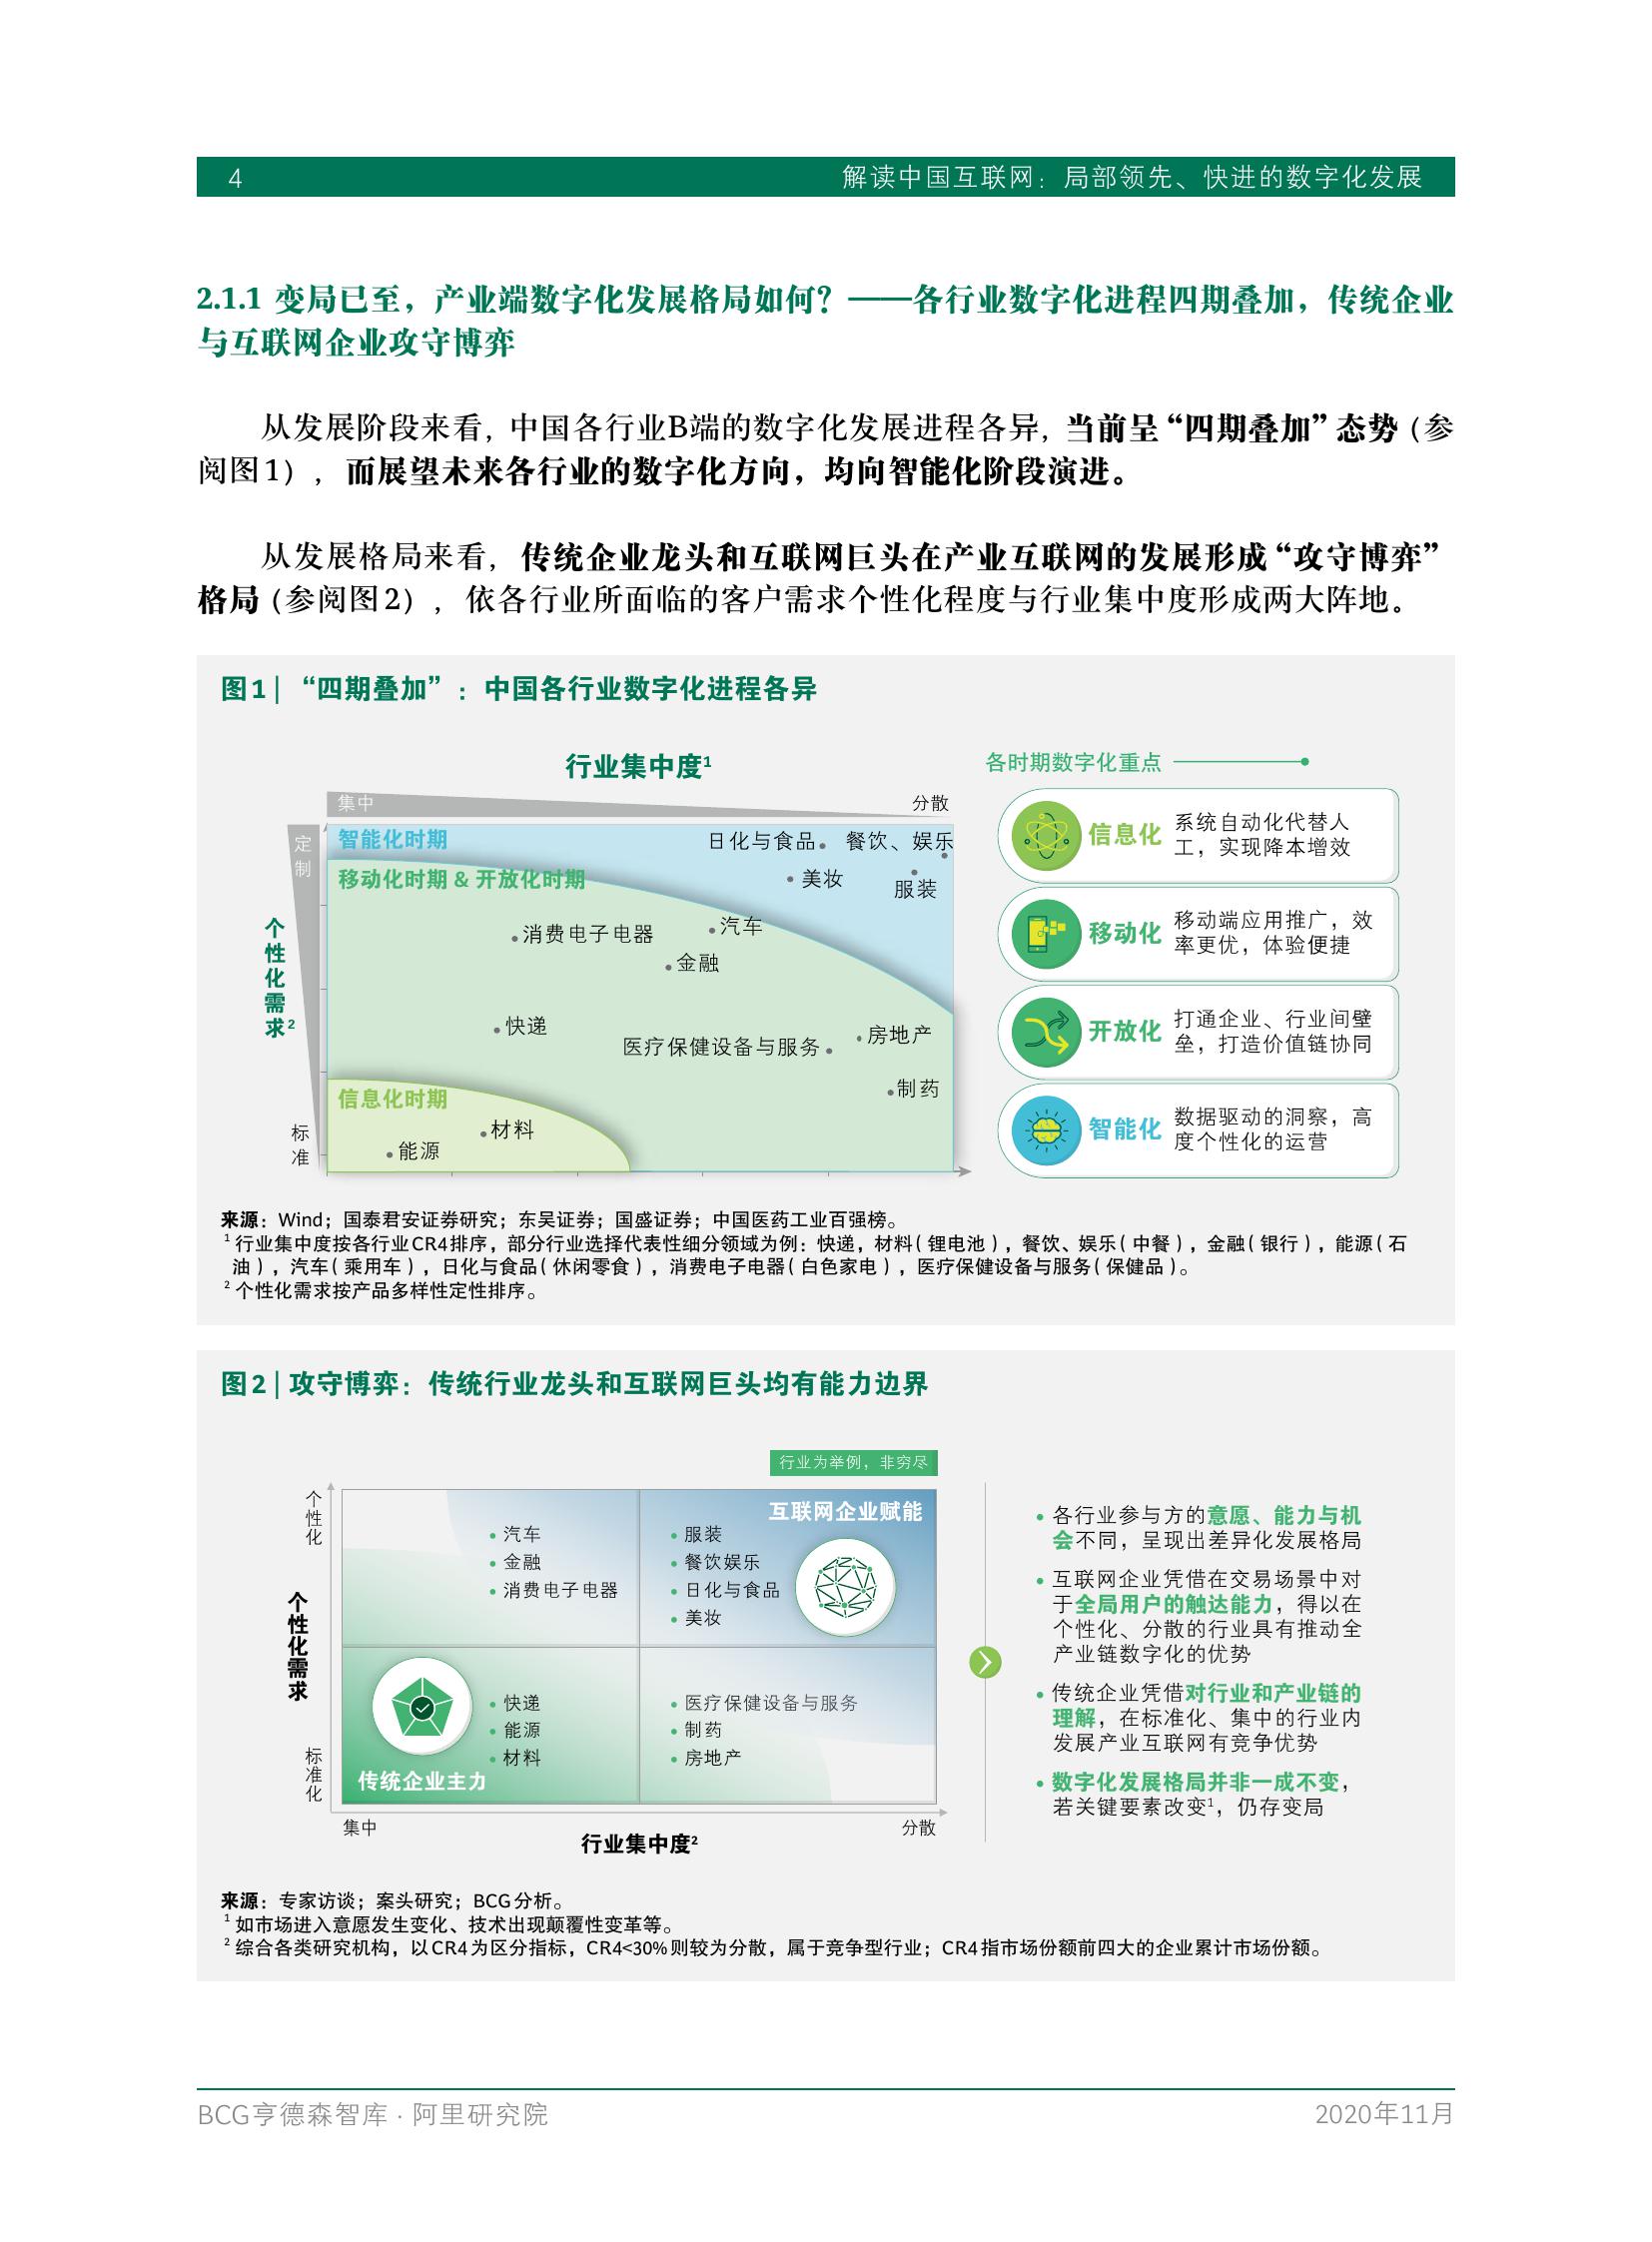 4
解读中国互联网：局部领先、快进的数字化发展
2.1.1 变局已至，产业端数字化发展格局如何？——各行业数字化进程四期叠加，传统企业
与互联网企业攻守博弈
从发展阶段来看，中国各行业B端的数字化发展进程各异，当前呈“四期叠加”态势（参
阅图1），而展望未来各行业的数字化方向，均向智能化阶段演进。
从发展格局来看，传统企业龙头和互联网巨头在产业互联网的发展形成“攻守博弈”
格局（参阅图2），依各行业所面临的客户需求个性化程度与行业集中度形成两大阵地。
图1| “四期叠加”：中国各行业数字化进程各异
行业集中度¹
集中
分散
定制
个性化需求²
标准
智能化时期
日化与食品
餐饮、娱乐
美妆
服装
移动化时期 & 开放化时期
消费电子电器
汽车
金融
快递
医疗保健设备与服务
房地产
制药
信息化时期
材料
能源
各时期数字化重点
信息化
系统自动化代替人
工，实现降本增效
移动化
移动端应用推广，效
率更优，体验便捷
开放化
打通企业、行业间壁
垒，打造价值链协同
智能化
数据驱动的洞察，高
度个性化的运营
来源：Wind；国泰君安证券研究；东吴证券；国盛证券；中国医药工业百强榜。
¹ 行业集中度按各行业CR4排序，部分行业选择代表性细分领域为例：快递，材料（锂电池），餐饮、娱乐（中餐），金融（银行），能源（石
油），汽车（乘用车），日化与食品（休闲零食），消费电子电器（白色家电），医疗保健设备与服务（保健品）。
² 个性化需求按产品多样性定性排序。
图2|攻守博弈：传统行业龙头和互联网巨头均有能力边界
行业为举例，非穷尽
个性化
个性化需求
标准化
• 汽车
• 金融
• 消费电子电器
互联网企业赋能
• 服装
• 餐饮娱乐
• 日化与食品
• 美妆
• 快递
• 能源
• 材料
传统企业主力
• 医疗保健设备与服务
• 制药
• 房地产
集中
分散
行业集中度²
• 各行业参与方的意愿、能力与机
会不同，呈现出差异化发展格局
• 互联网企业凭借在交易场景中对
于全局用户的触达能力，得以在
个性化、分散的行业具有推动全
产业链数字化的优势
• 传统企业凭借对行业和产业链的
理解，在标准化、集中的行业内
发展产业互联网有竞争优势
• 数字化发展格局并非一成不变，
若关键要素改变¹，仍存变局
来源：专家访谈；案头研究；BCG分析。
¹ 如市场进入意愿发生变化、技术出现颠覆性变革等。
² 综合各类研究机构，以CR4为区分指标，CR4<30%则较为分散，属于竞争型行业；CR4指市场份额前四大的企业累计市场份额。
BCG亨德森智库 · 阿里研究院
2020年11月